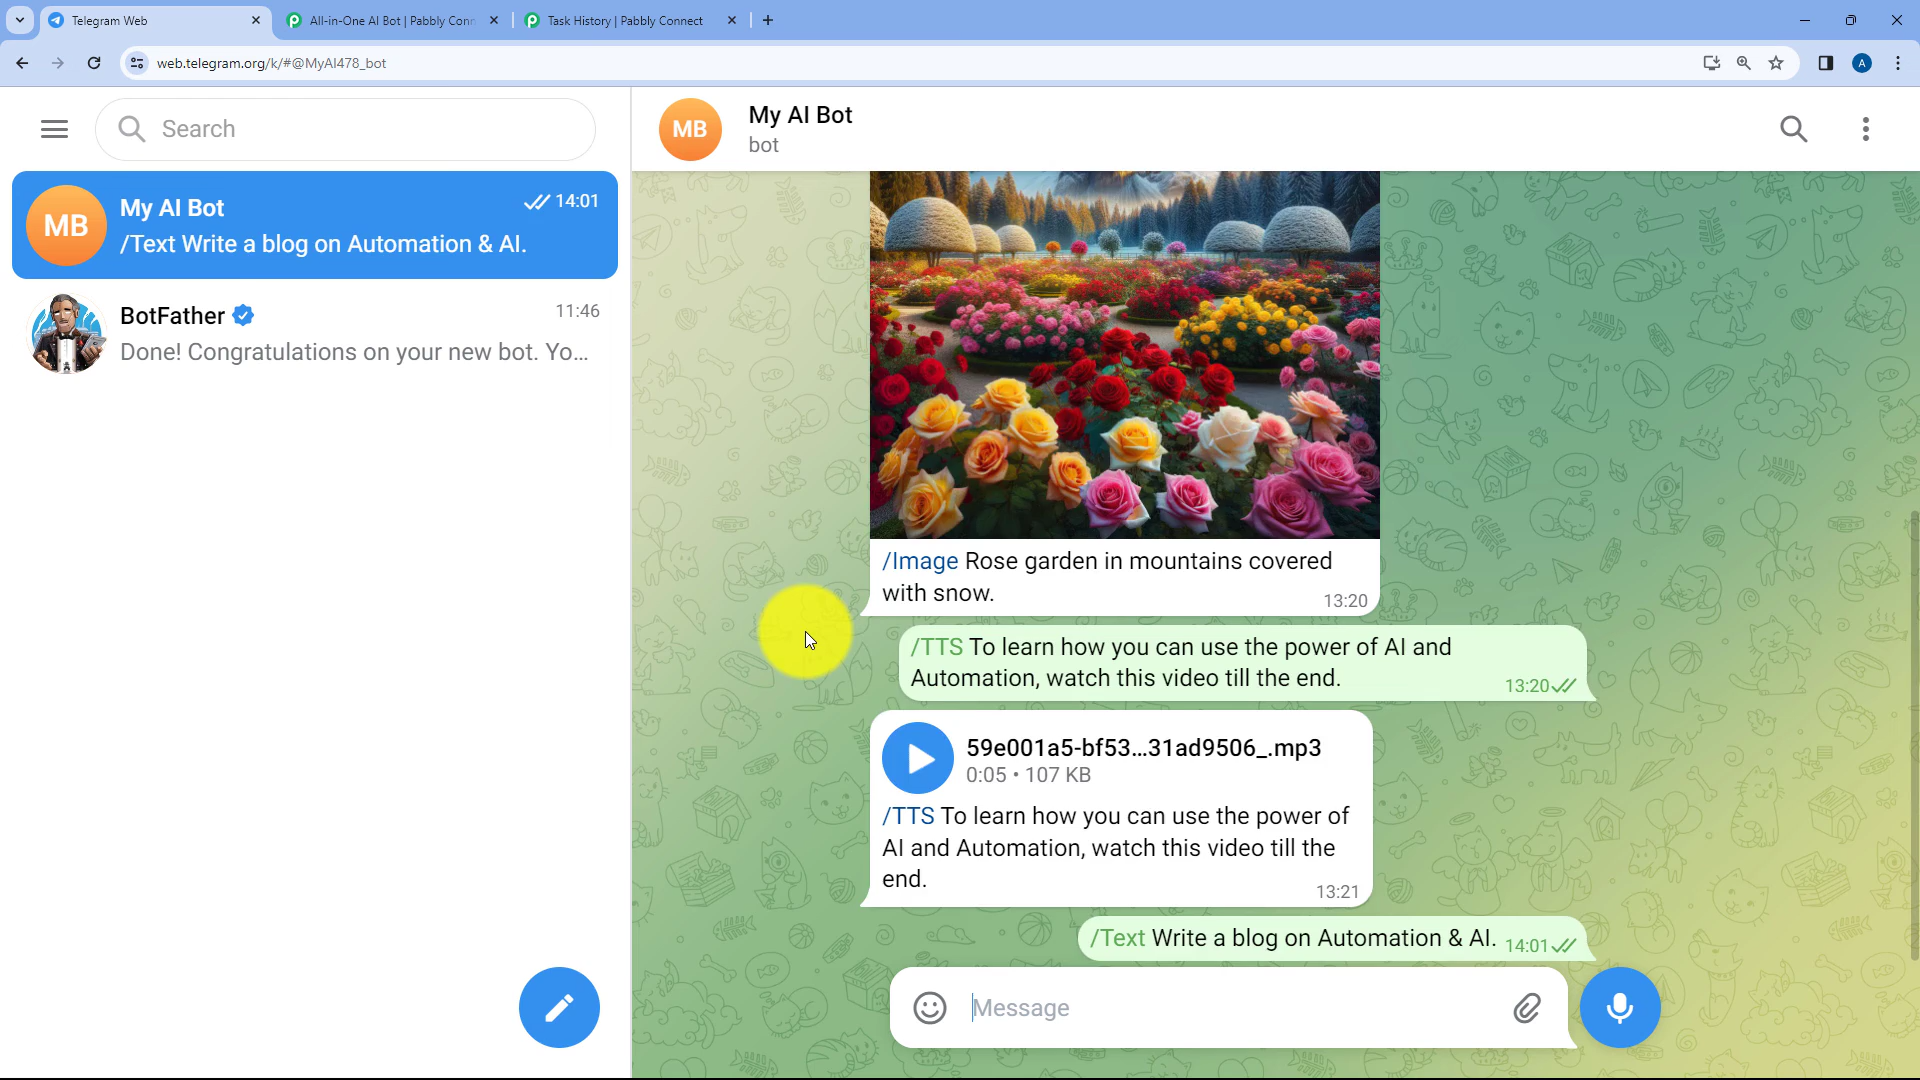 Telegram Web
All-in-One AI Bot | Pabbly Conn
Task History | Pabbly Connect
web.telegram.org/k/#@MyAI478_bot
A
Search
MB
My AI Bot
14:01
/Text Write a blog on Automation & AI.
BotFather
11:46
Done! Congratulations on your new bot. Yo...
MB
My AI Bot
bot
/Image Rose garden in mountains covered
with snow.
13:20
/TTS To learn how you can use the power of AI and
Automation, watch this video till the end.
13:20
59e001a5-bf53...31ad9506_.mp3
0:05 • 107 KB
/TTS To learn how you can use the power of
AI and Automation, watch this video till the
end.
13:21
/Text Write a blog on Automation & AI.
14:01
Message